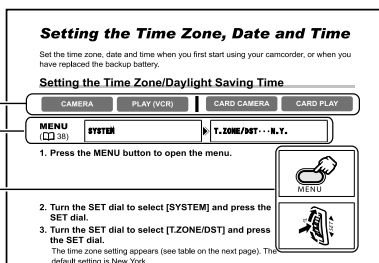 Setting the Time Zone, Date and Time
Set the time zone, date and time when you first start using your camcorder, or when you
have replaced the backup battery.
Setting the Time Zone/Daylight Saving Time
CAMERA PLAY (VCR) CARD CAMERA CARD PLAY
MENU
( 38)
SYSTEM T.ZONE/DST···N.Y.
1. Press the MENU button to open the menu.
MENU
2. Turn the SET dial to select [SYSTEM] and press the
SET dial.
3. Turn the SET dial to select [T.ZONE/DST] and press
the SET dial.
SET
The time zone setting appears (see table on the next page). The
default setting is New York.